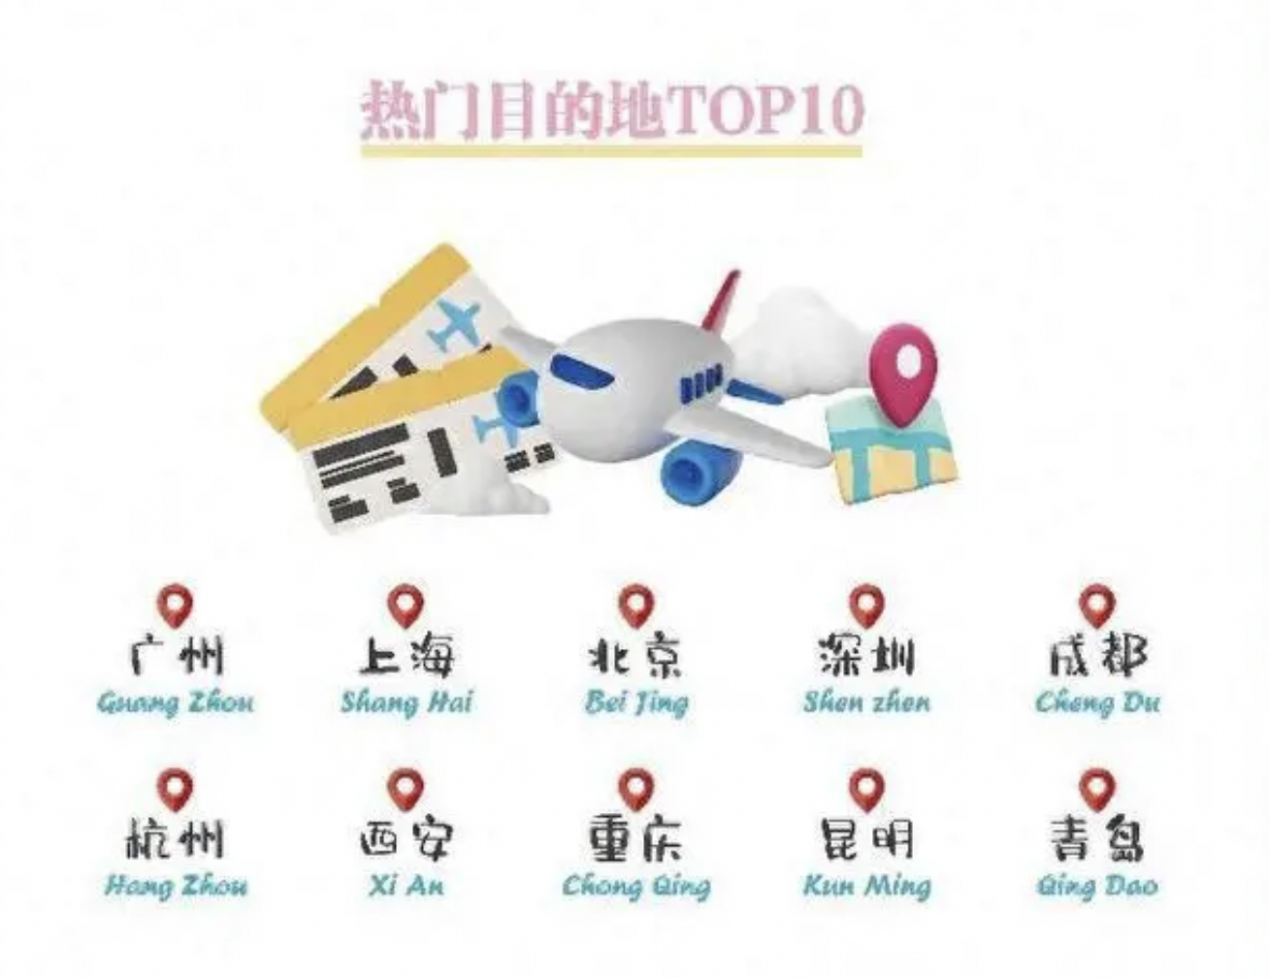 热门目的地TOP10
广州 上海 北京 深圳 成都
Guang Zhou Shang Hai Bei Jing Shen zhen Cheng Du
杭州 西安 重庆 昆明 青岛
Hang Zhou Xi An Chong Qing Kun Ming Qing Dao